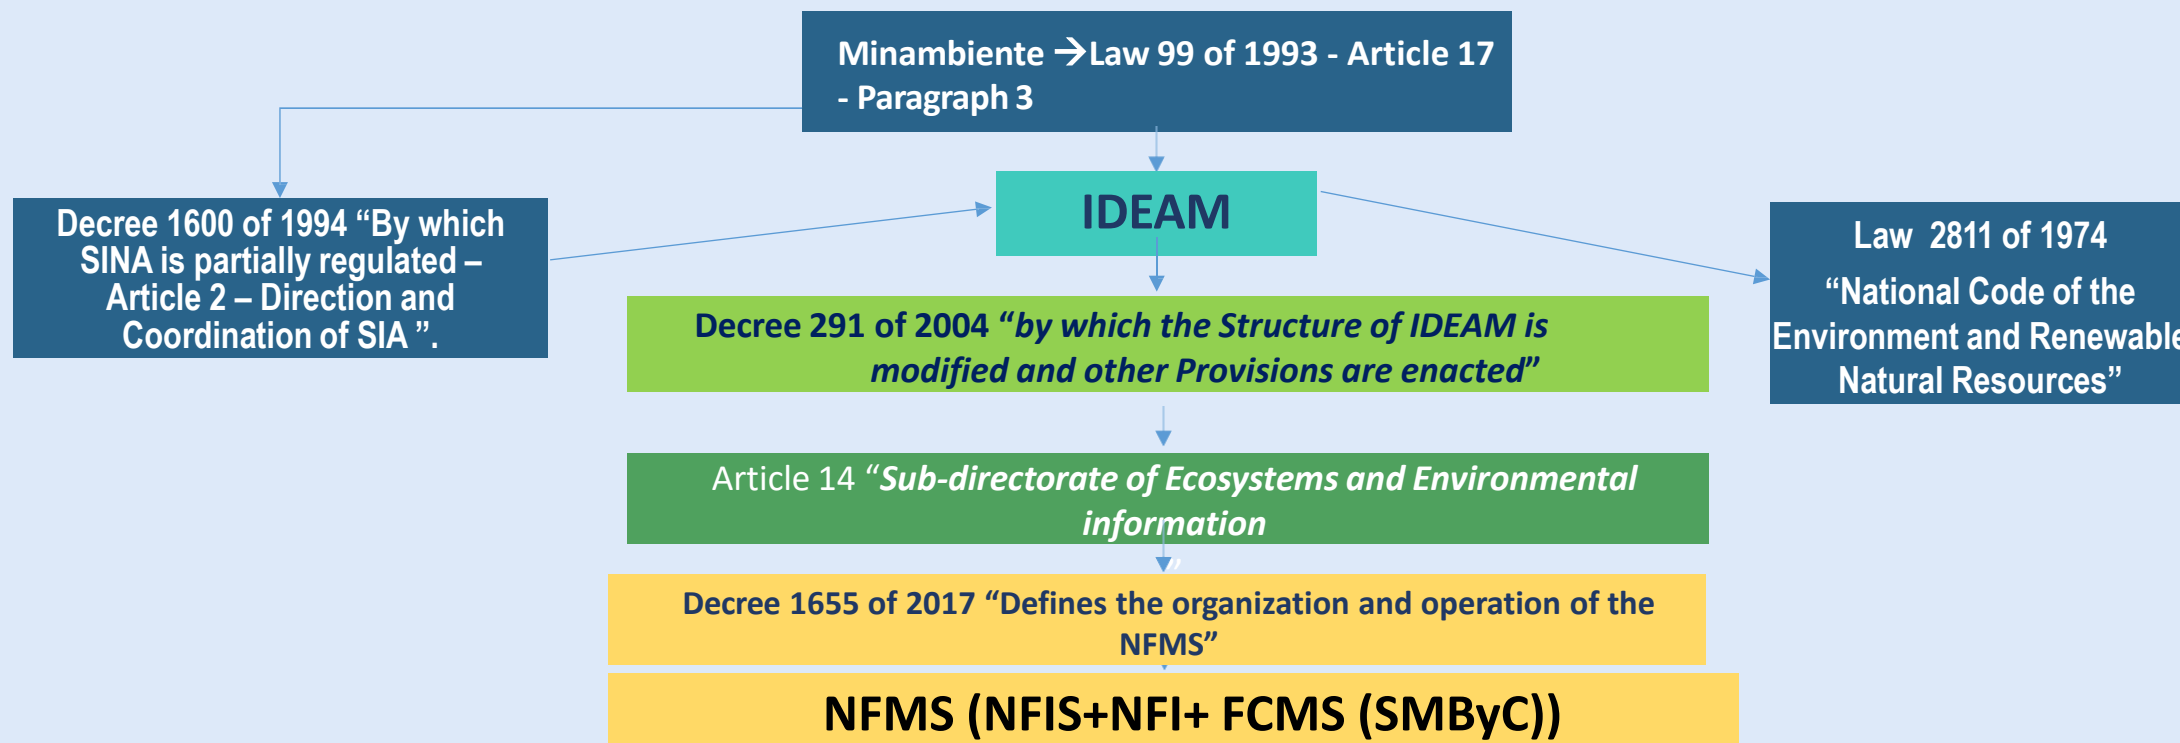 Minambiente →Law 99 of 1993 - Article 17
- Paragraph 3
IDEAM
Decree 1600 of 1994 “By which
SINA is partially regulated –
Article 2 – Direction and
Coordination of SIA ”.
Law 2811 of 1974
“National Code of the
Environment and Renewable
Natural Resources”
Decree 291 of 2004 “by which the Structure of IDEAM is
modified and other Provisions are enacted”
Article 14 “Sub-directorate of Ecosystems and Environmental
information
”
Decree 1655 of 2017 “Defines the organization and operation of the
NFMS”
NFMS (NFIS+NFI+ FCMS (SMByC))